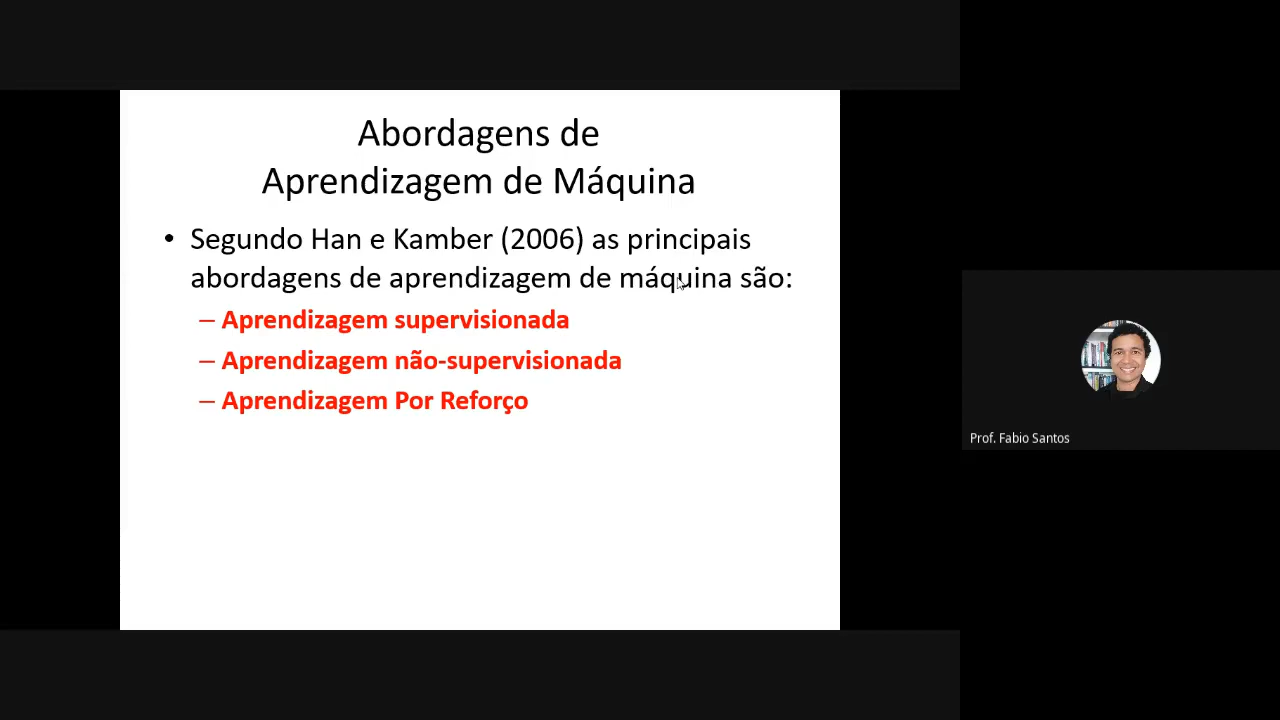 Abordagens de
Aprendizagem de Máquina
• Segundo Han e Kamber (2006) as principais
abordagens de aprendizagem de máquina são:
– Aprendizagem supervisionada
– Aprendizagem não-supervisionada
– Aprendizagem Por Reforço
Prof. Fabio Santos